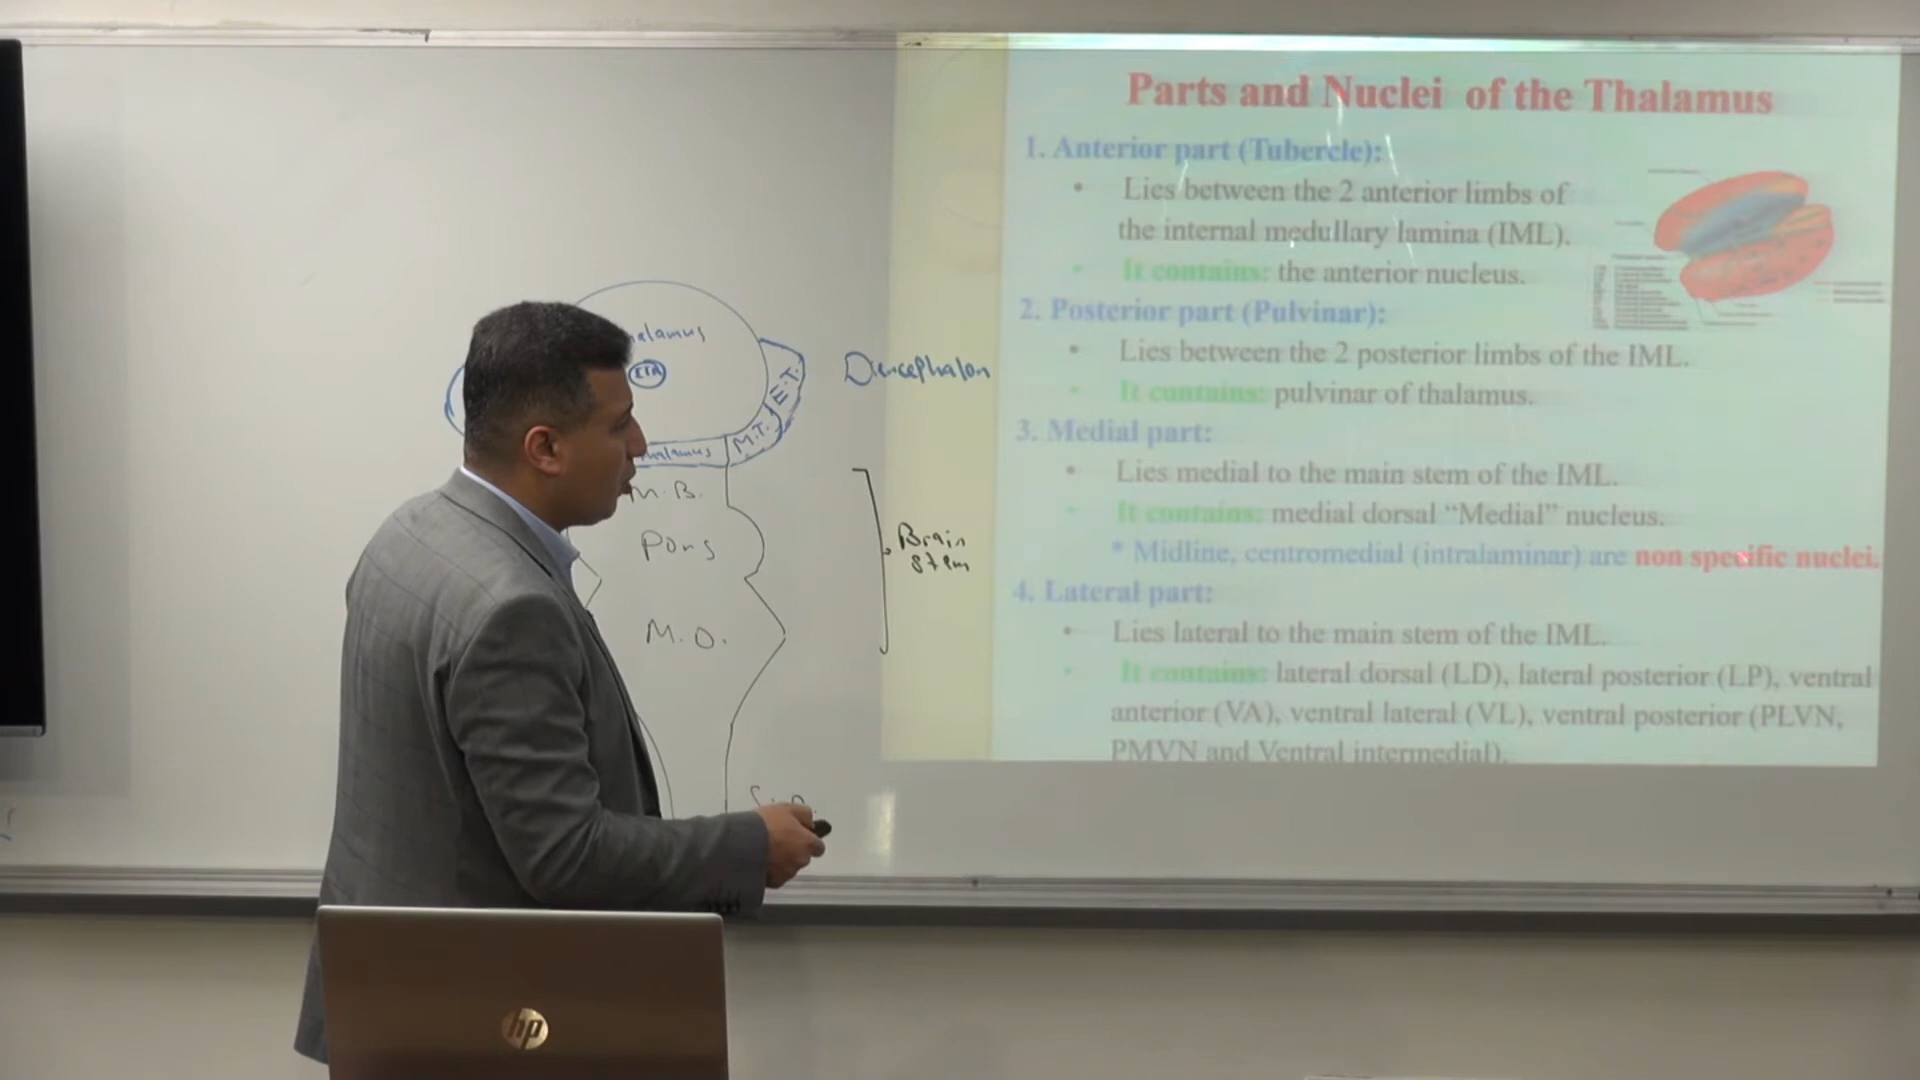 Parts and Nuclei of the Thalamus
1. Anterior part (Tubercle):
• Lies between the 2 anterior limbs of
the internal medullary lamina (IML).
• It contains: the anterior nucleus.
2. Posterior part (Pulvinar):
• Lies between the 2 posterior limbs of the IML.
• It contains: pulvinar of thalamus.
3. Medial part:
• Lies medial to the main stem of the IML.
• It contains: medial dorsal “Medial” nucleus.
* Midline, centromedial (intralaminar) are non specific nuclei.
4. Lateral part:
• Lies lateral to the main stem of the IML.
• It contains: lateral dorsal (LD), lateral posterior (LP), ventral
anterior (VA), ventral lateral (VL), ventral posterior (PLVN,
PMVN and Ventral intermedial).
alamus
E.T.
M.T.
M.B.
Pons
M.O.
Diencephalon
Brain
stem
hp